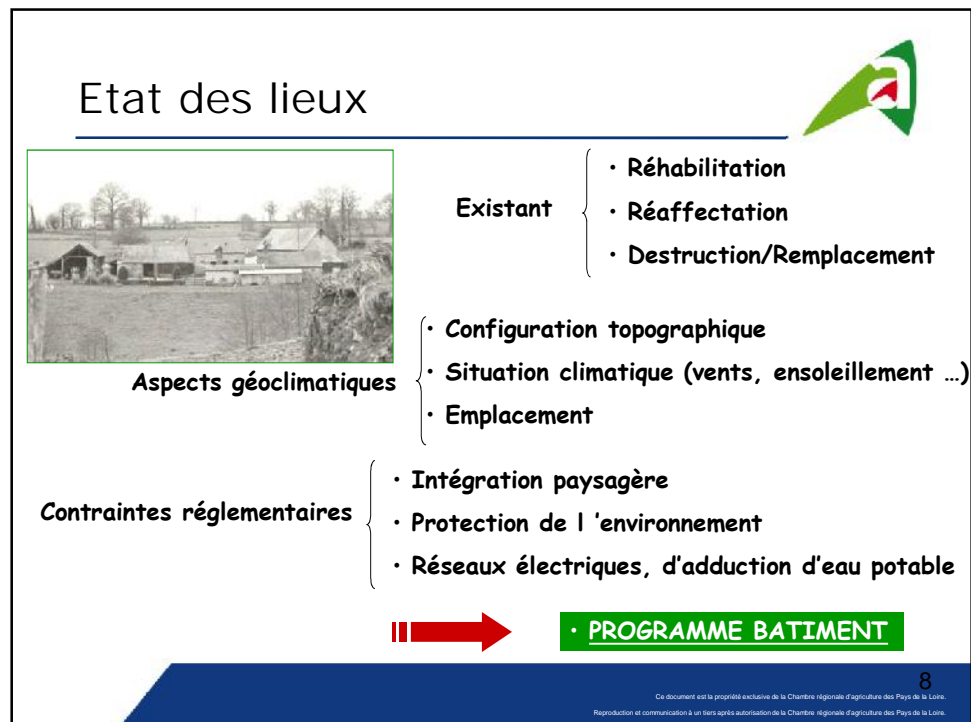 Etat des lieux
Existant
• Réhabilitation
• Réaffectation
• Destruction/Remplacement
Aspects géoclimatiques
• Configuration topographique
• Situation climatique (vents, ensoleillement …)
• Emplacement
Contraintes réglementaires
• Intégration paysagère
• Protection de l ’environnement
• Réseaux électriques, d’adduction d’eau potable
• PROGRAMME BATIMENT
8
Ce document est la propriété exclusive de la Chambre régionale d'agriculture des Pays de la Loire.
Reproduction et communication à un tiers après autorisation de la Chambre régionale d'agriculture des Pays de la Loire.